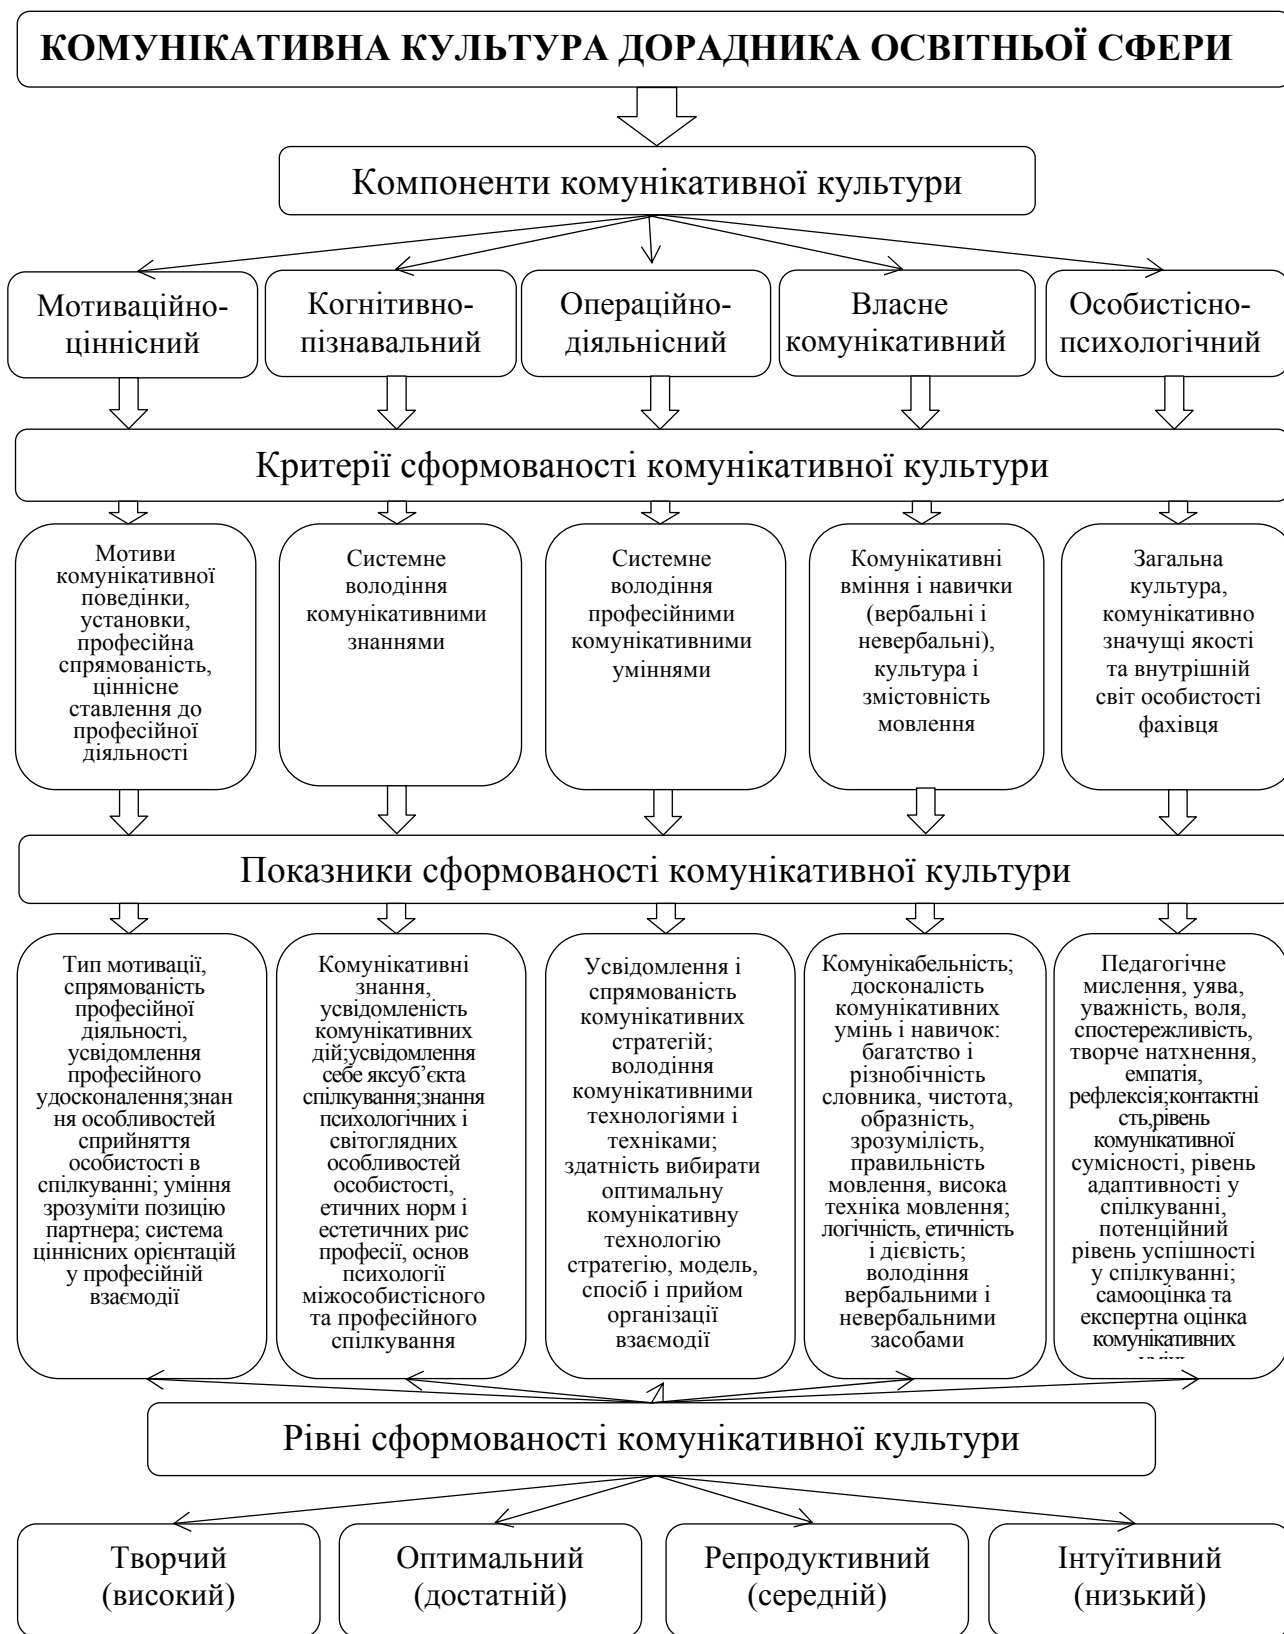 КОМУНІКАТИВНА КУЛЬТУРА ДОРАДНИКА ОСВІТНЬОЇ СФЕРИ
Компоненти комунікативної культури
Мотиваційно-
ціннісний
Когнітивно-
пізнавальний
Операційно-
діяльнісний
Власне
комунікативний
Особистісно-
психологічний
Критерії сформованості комунікативної культури
Мотиви
комунікативної
поведінки,
установки,
професійна
спрямованість,
ціннісне
ставлення до
професійної
діяльності
Системне
володіння
комунікативними
знаннями
Системне
володіння
професійними
комунікативними
уміннями
Комунікативні
вміння і навички
(вербальні і
невербальні),
культура і
змістовність
мовлення
Загальна
культура,
комунікативно
значущі якості
та внутрішній
світ особистості
фахівця
Показники сформованості комунікативної культури
Тип мотивації,
спрямованість
професійної
діяльності,
усвідомлення
професійного
удосконалення;знан
ня особливостей
сприйняття
особистості в
спілкуванні; уміння
зрозуміти позицію
партнера; система
ціннісних орієнтацій
у професійній
взаємодії
Комунікативні
знання,
усвідомленість
комунікативних
дій;усвідомлення
себе яксуб’єкта
спілкування;знання
психологічних і
світоглядних
особливостей
особистості,
етичних норм і
естетичних рис
професії, основ
психології
міжособистісного
та професійного
спілкування
Усвідомлення і
спрямованість
комунікативних
стратегій;
володіння
комунікативними
технологіями і
техніками;
здатність вибирати
оптимальну
комунікативну
технологію
стратегію, модель,
спосіб і прийом
організації
взаємодії
Комунікабельність;
досконалість
комунікативних
умінь і навичок:
багатство і
різнобічність
словника, чистота,
образність,
зрозумілість,
правильність
мовлення, висока
техніка мовлення;
логічність, етичність
і дієвість;
володіння
вербальними і
невербальними
засобами
Педагогічне
мислення, уява,
уважність, воля,
спостережливість,
творче натхнення,
емпатія,
рефлексія;контактні
сть,рівень
комунікативної
сумісності, рівень
адаптивності у
спілкуванні,
потенційний
рівень успішності
у спілкуванні;
самооцінка та
експертна оцінка
комунікативних
Рівні сформованості комунікативної культури
Творчий
(високий)
Оптимальний
(достатній)
Репродуктивний
(середній)
Інтуїтивний
(низький)